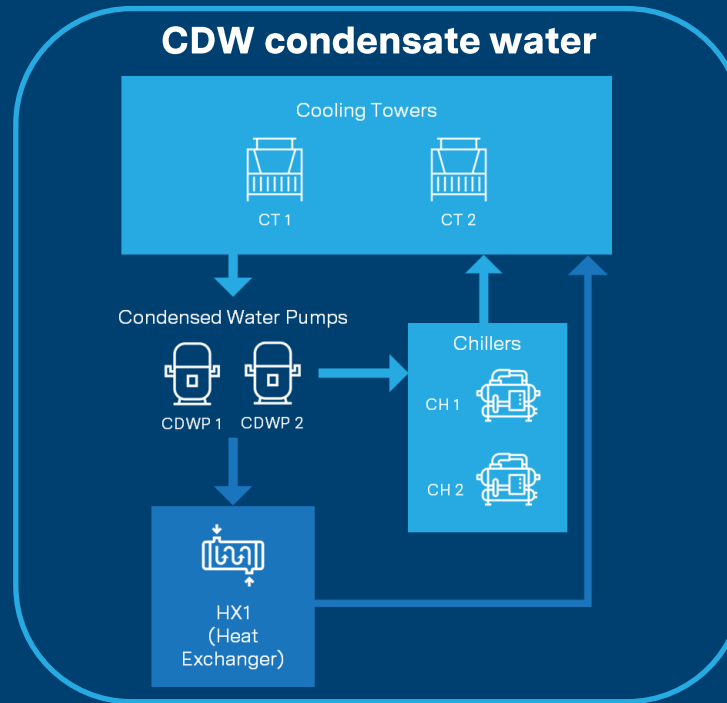 CDW condensate water
Cooling Towers
CT 1
CT 2
Condensed Water Pumps
CDWP 1
CDWP 2
Chillers
CH 1
CH 2
HX1
(Heat
Exchanger)